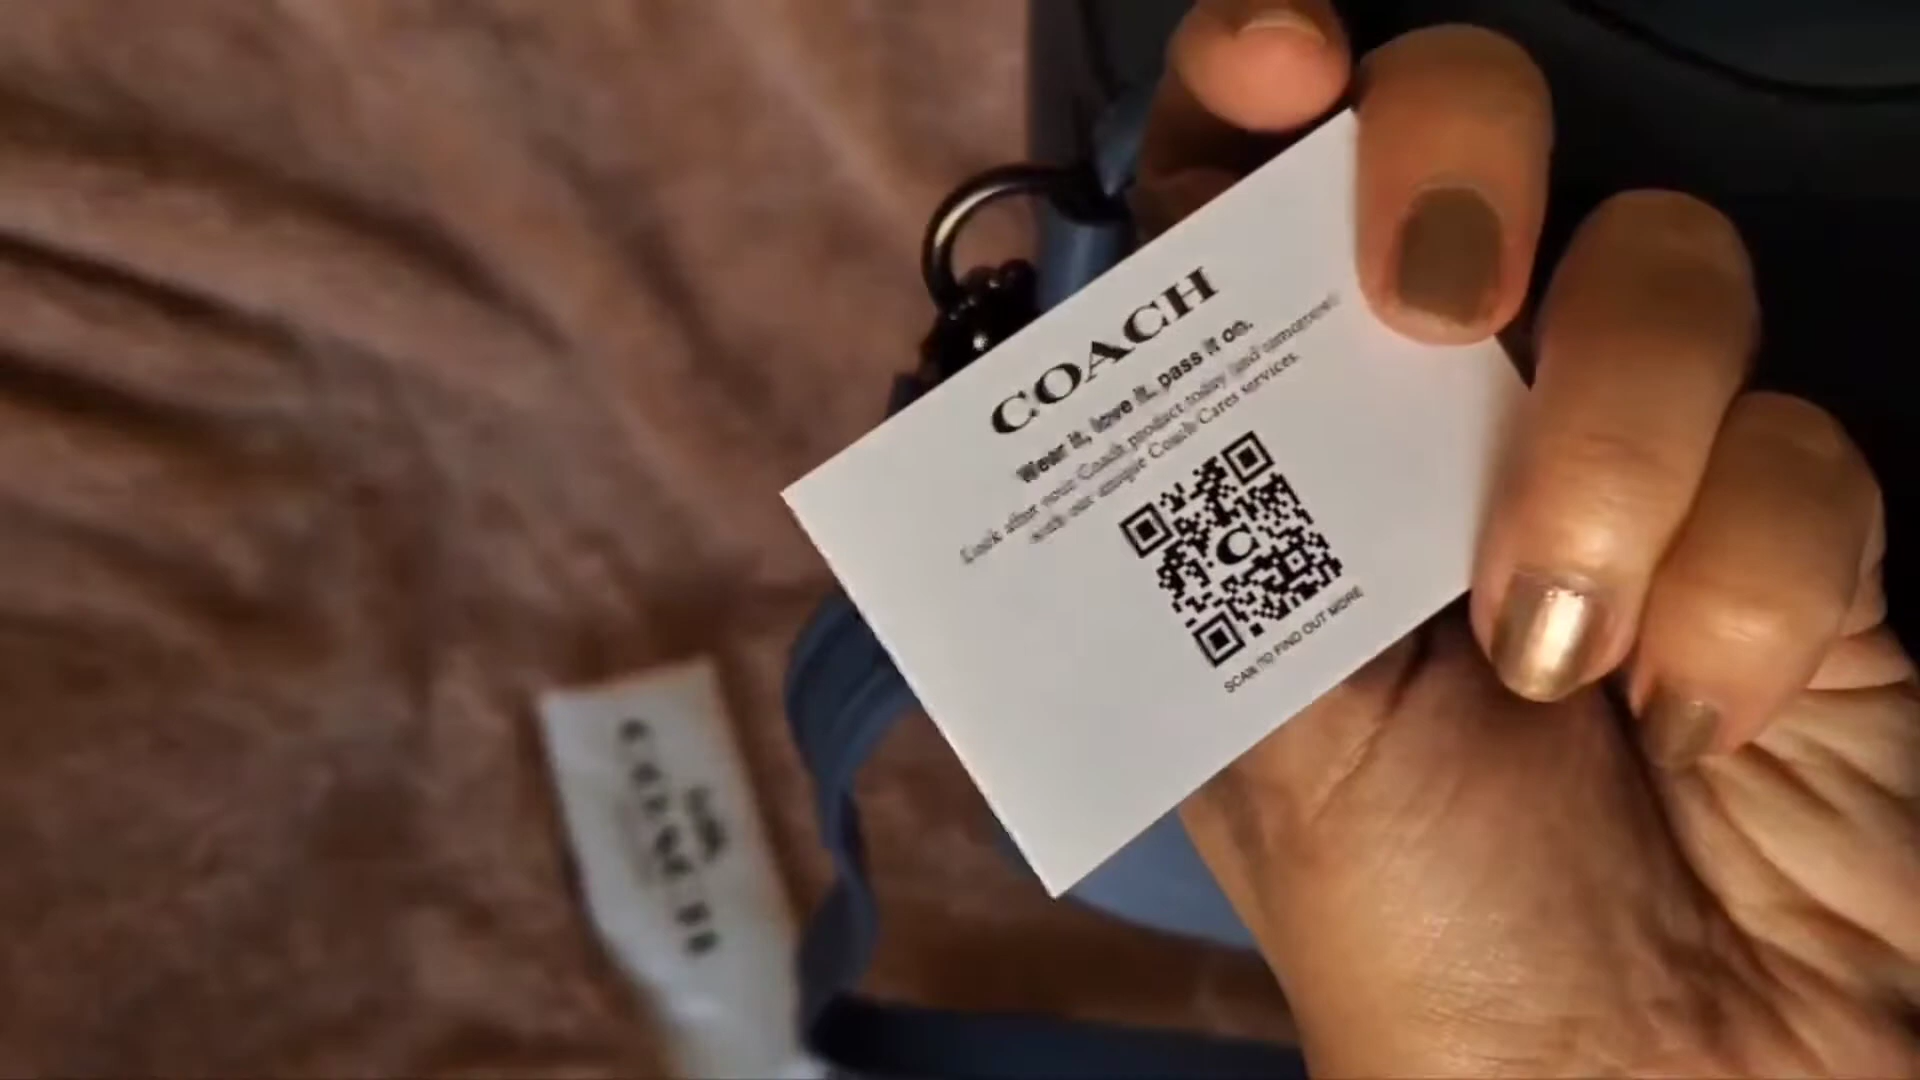 COACH
Wear it, love it, pass it on.
Look after your Coach product today (and tomorrow)
with our unique Coach Cares services.
C
SCAN TO FIND OUT MORE
COACH